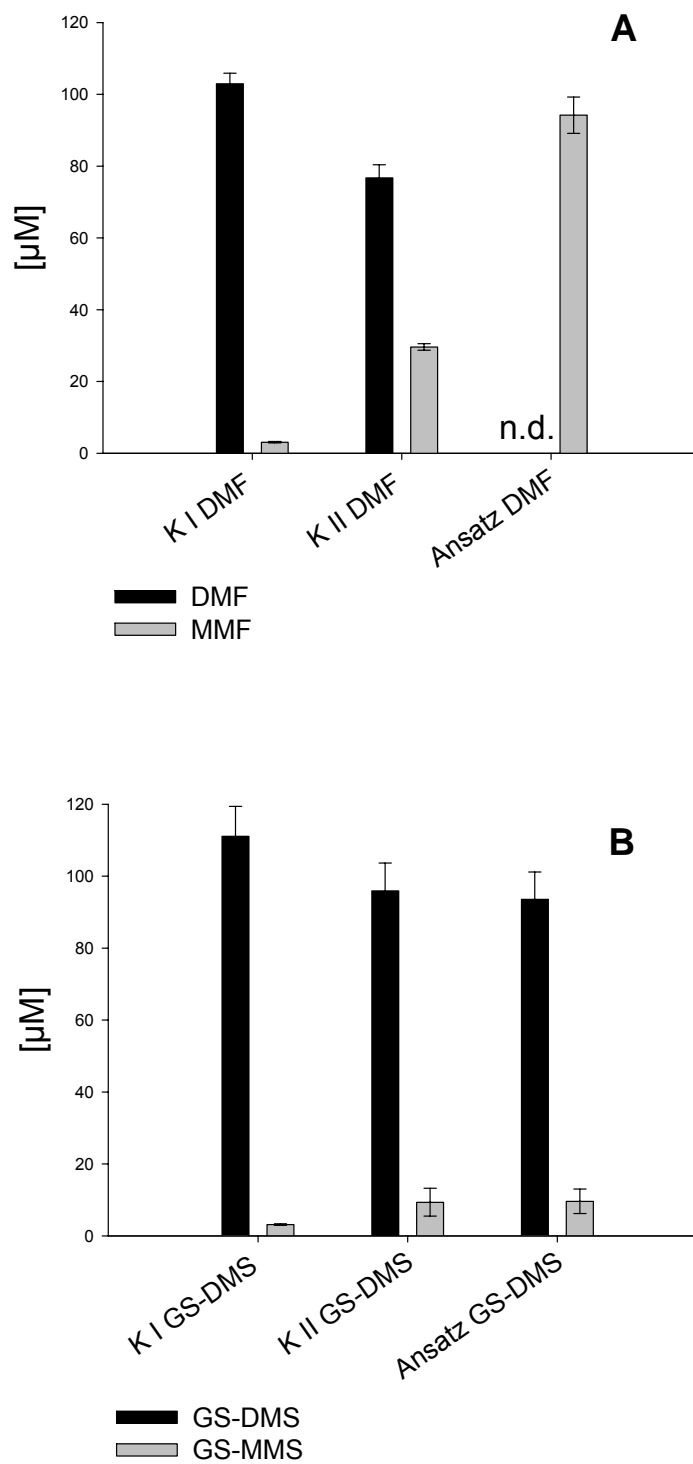 A
120
100
80
60
40
20
0
[µM]
n.d.
K I DMF
K II DMF
Ansatz DMF
DMF
MMF
B
120
100
80
60
40
20
0
[µM]
K I GS-DMS
K II GS-DMS
Ansatz GS-DMS
GS-DMS
GS-MMS